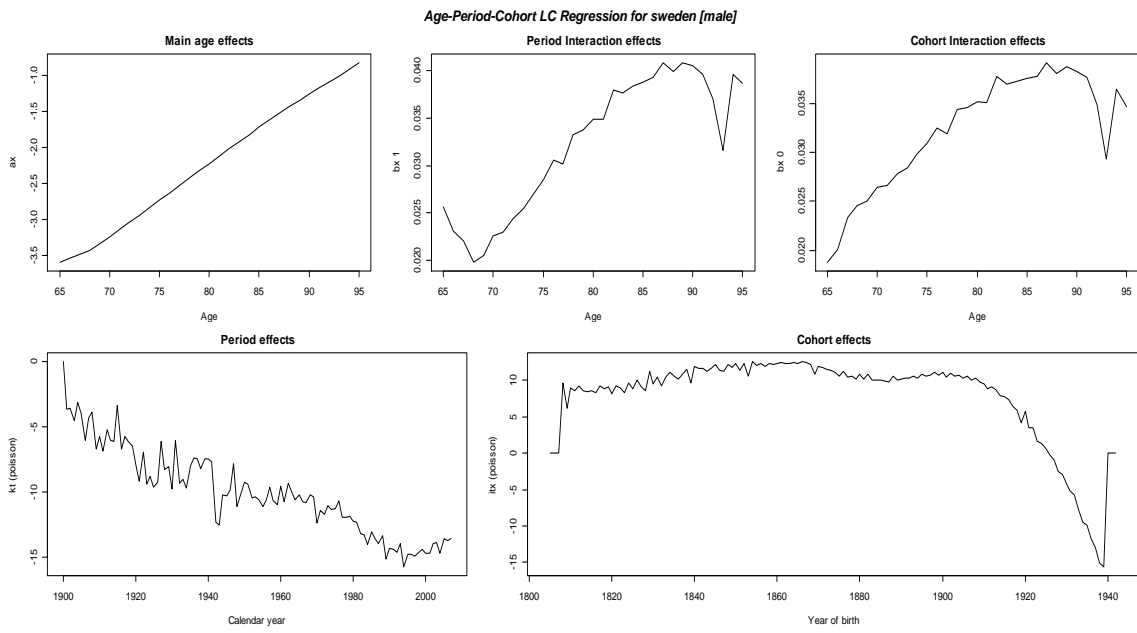 Age-Period-Cohort LC Regression for sweden [male]
Main age effects
ax
-1.0
-1.5
-2.0
-2.5
-3.0
-3.5
65 70 75 80 85 90 95
Age
Period Interaction effects
bx 1
0.040
0.035
0.030
0.025
0.020
65 70 75 80 85 90 95
Age
Cohort Interaction effects
bx 0
0.035
0.030
0.025
0.020
65 70 75 80 85 90 95
Age
Period effects
kt (poisson)
0
-5
-10
-15
1900 1920 1940 1960 1980 2000
Calendar year
Cohort effects
itx (poisson)
10
5
0
-5
-10
-15
1800 1820 1840 1860 1880 1900 1920 1940
Year of birth